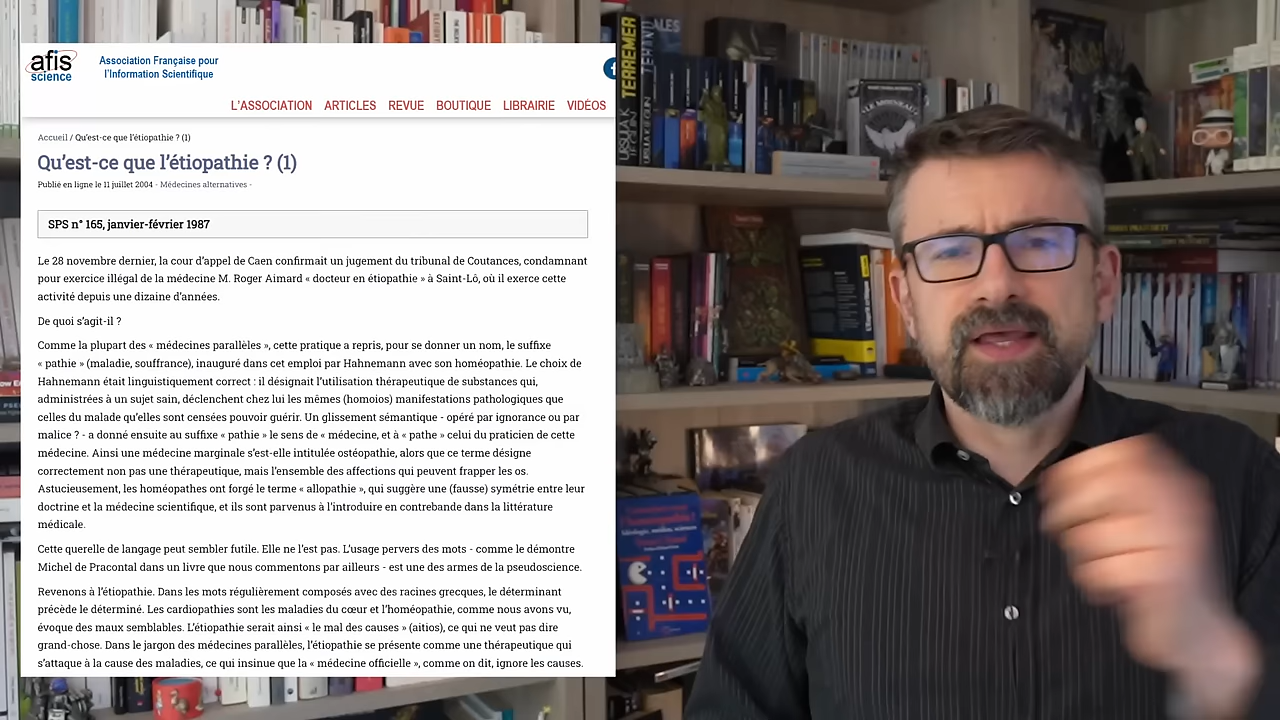 afis
science
Association Française pour
l'Information Scientifique
L'ASSOCIATION ARTICLES REVUE BOUTIQUE LIBRAIRIE VIDÉOS
Accueil / Qu'est-ce que l'étiopathie ? (1)
Qu'est-ce que l'étiopathie ? (1)
Publié en ligne le 11 juillet 2004 - Médecines alternatives -
SPS n° 165, janvier-février 1987
Le 28 novembre dernier, la cour d'appel de Caen confirmait un jugement du tribunal de Coutances, condamnant
pour exercice illégal de la médecine M. Roger Aimard « docteur en étiopathie » à Saint-Lô, où il exerce cette
activité depuis une dizaine d'années.
De quoi s'agit-il ?
Comme la plupart des « médecines parallèles », cette pratique a repris, pour se donner un nom, le suffixe
« pathie » (maladie, souffrance), inauguré dans cet emploi par Hahnemann avec son homéopathie. Le choix de
Hahnemann était linguistiquement correct : il désignait l'utilisation thérapeutique de substances qui,
administrées à un sujet sain, déclenchent chez lui les mêmes (homoios) manifestations pathologiques que
celles du malade qu'elles sont censées pouvoir guérir. Un glissement sémantique - opéré par ignorance ou par
malice ? - a donné ensuite au suffixe « pathie » le sens de « médecine, et à « pathe » celui du praticien de cette
médecine. Ainsi une médecine marginale s'est-elle intitulée ostéopathie, alors que ce terme désigne
correctement non pas une thérapeutique, mais l'ensemble des affections qui peuvent frapper les os.
Astucieusement, les homéopathes ont forgé le terme « allopathie », qui suggère une (fausse) symétrie entre leur
doctrine et la médecine scientifique, et ils sont parvenus à l'introduire en contrebande dans la littérature
médicale.
Cette querelle de langage peut sembler futile. Elle ne l'est pas. L'usage pervers des mots - comme le démontre
Michel de Pracontal dans un livre que nous commentons par ailleurs - est une des armes de la pseudoscience.
Revenons à l'étiopathie. Dans les mots régulièrement composés avec des racines grecques, le déterminant
précède le déterminé. Les cardiopathies sont les maladies du cœur et l'homéopathie, comme nous avons vu,
évoque des maux semblables. L'étiopathie serait ainsi « le mal des causes » (aitios), ce qui ne veut pas dire
grand-chose. Dans le jargon des médecines parallèles, l'étiopathie se présente comme une thérapeutique qui
s'attaque à la cause des maladies, ce qui insinue que la « médecine officielle », comme on dit, ignore les causes.
TERREMER
URSULA K.
LE GUIN
TEHANU